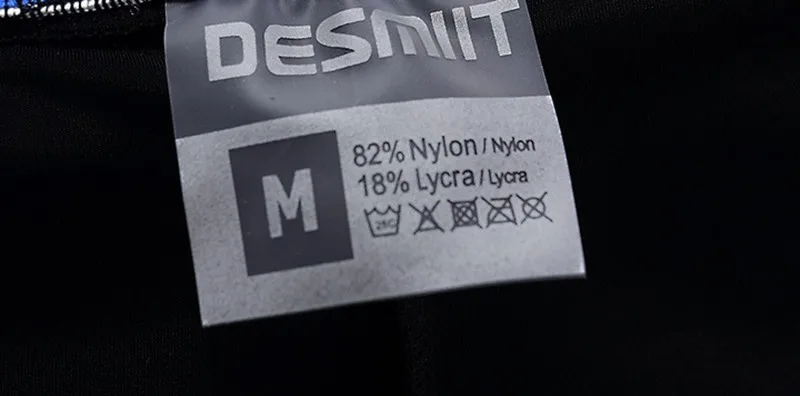 DESMIIT
M
82% Nylon / Nylon
18% Lycra / Lycra